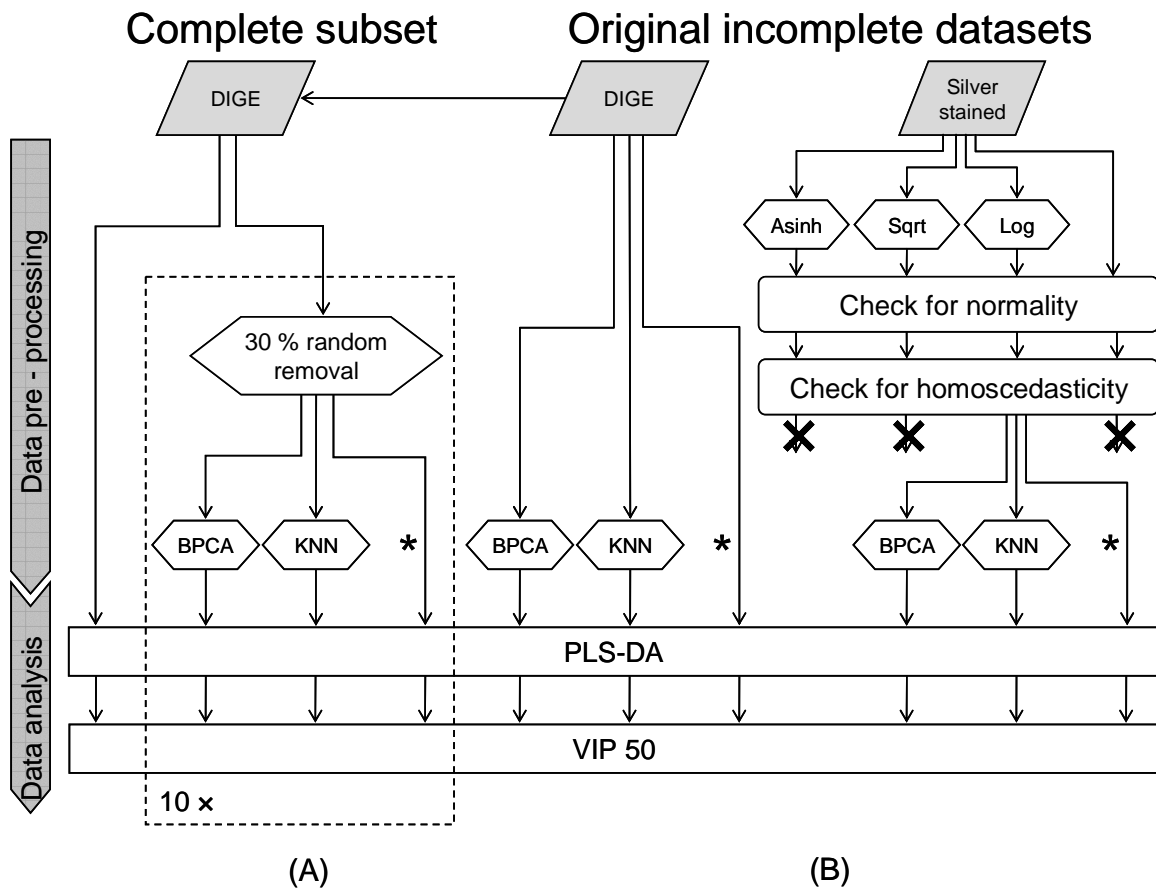 Complete subset
Original incomplete datasets
DIGE
DIGE
Silver
stained
Data pre - processing
Asinh
Sqrt
Log
Check for normality
30 % random
removal
Check for homoscedasticity
BPCA
KNN
*
BPCA
KNN
*
BPCA
KNN
*
Data analysis
PLS-DA
VIP 50
10 ×
(A)
(B)